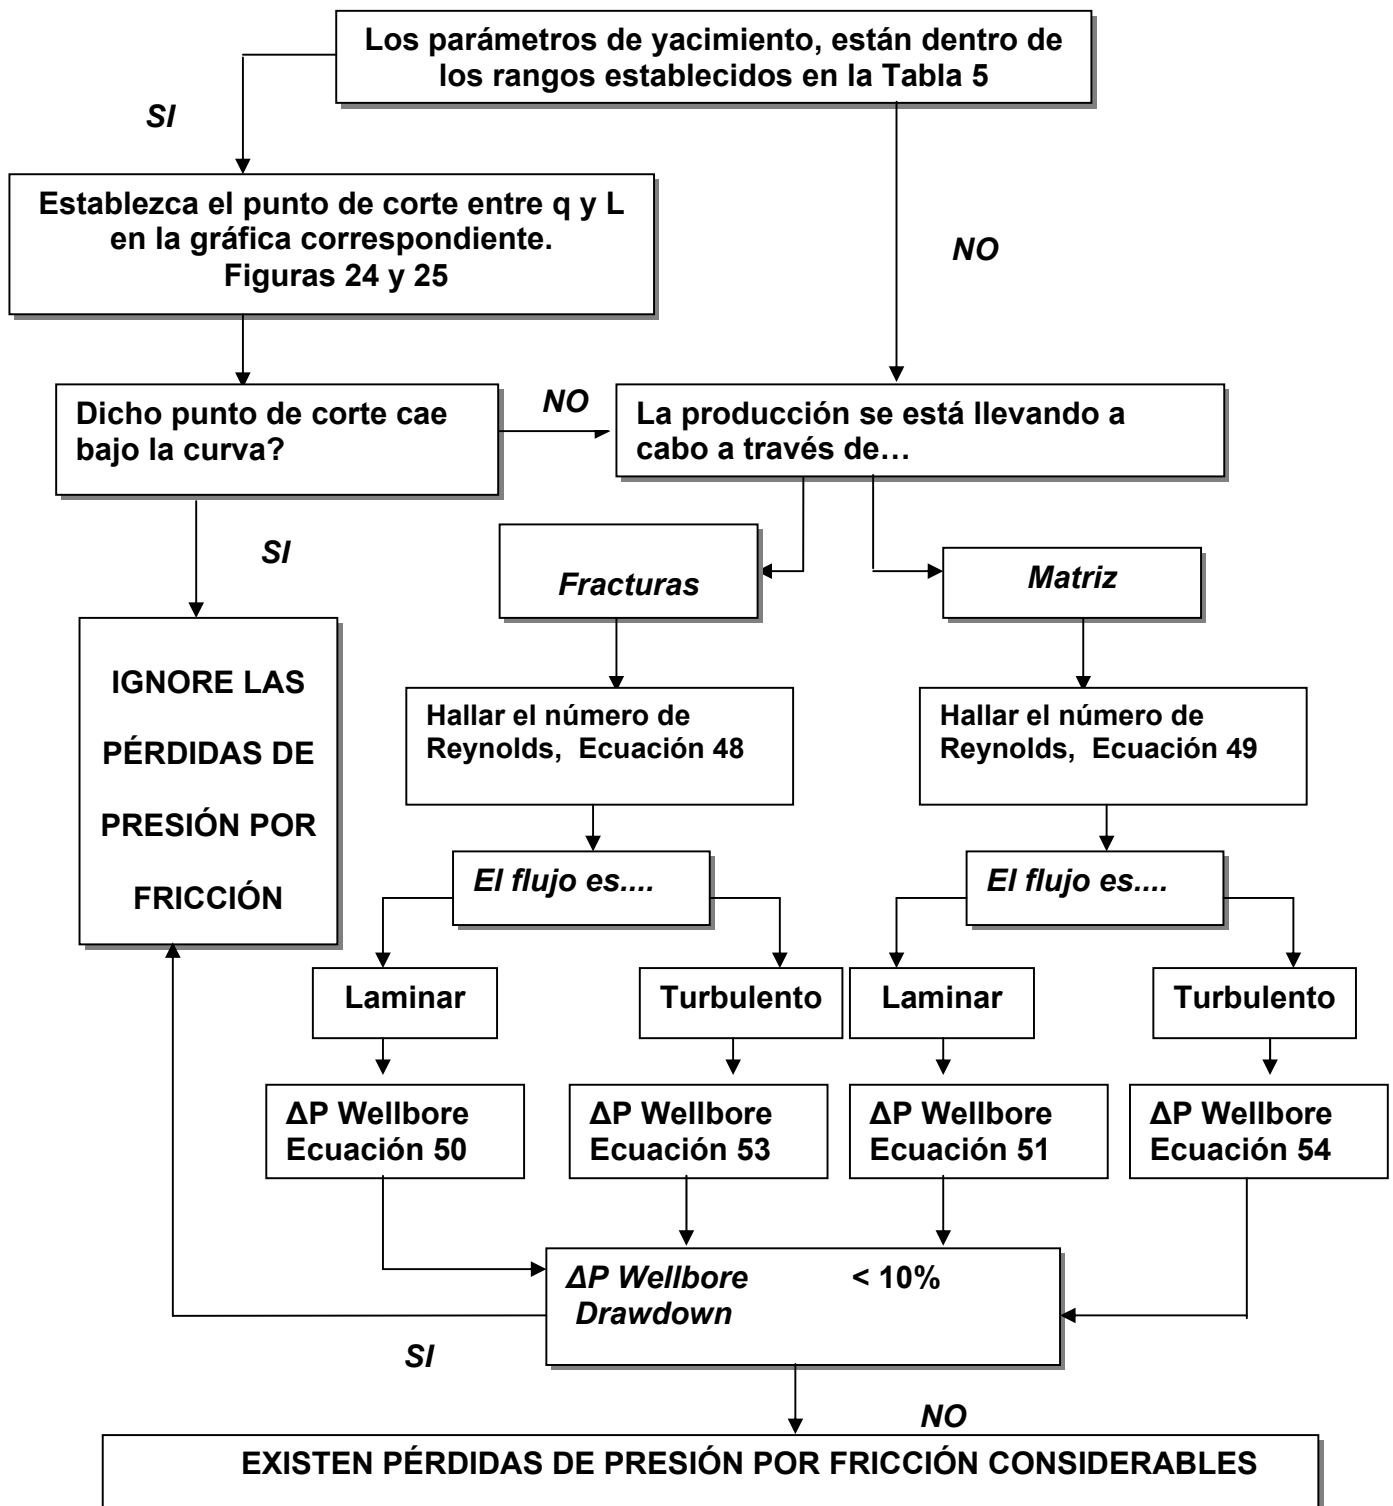 Los parámetros de yacimiento, están dentro de
los rangos establecidos en la Tabla 5
SI
NO
Establezca el punto de corte entre q y L
en la gráfica correspondiente.
Figuras 24 y 25
Dicho punto de corte cae
bajo la curva?
NO
La producción se está llevando a
cabo a través de…
SI
Fracturas
Matriz
IGNORE LAS
PÉRDIDAS DE
PRESIÓN POR
FRICCIÓN
Hallar el número de
Reynolds, Ecuación 48
Hallar el número de
Reynolds, Ecuación 49
El flujo es....
El flujo es....
Laminar
Turbulento
Laminar
Turbulento
ΔP Wellbore
Ecuación 50
ΔP Wellbore
Ecuación 53
ΔP Wellbore
Ecuación 51
ΔP Wellbore
Ecuación 54
ΔP Wellbore < 10%
Drawdown
SI
NO
EXISTEN PÉRDIDAS DE PRESIÓN POR FRICCIÓN CONSIDERABLES